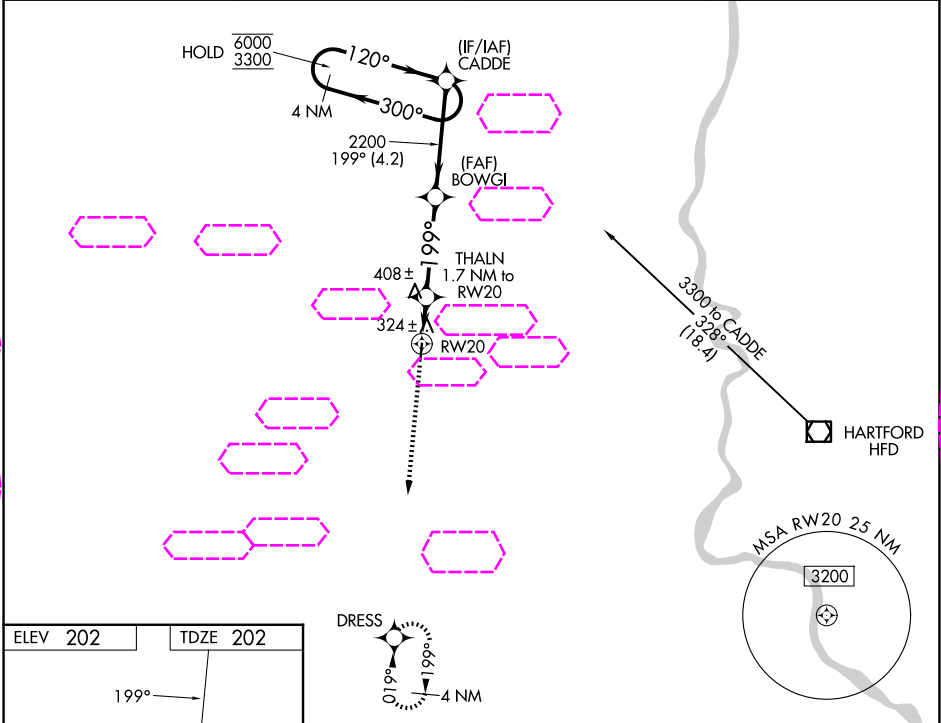 HOLD 6000
3300
120°
300°
4 NM
(IF/IAF)
CADDE
2200
199° (4.2)
(FAF)
BOWGI
199°
THALN
1.7 NM to
RW20
408±
324±
RW20
3300 to CADDE
328°
(18.4)
HARTFORD
HFD
MSA RW20 25 NM
3200
DRESS
019°
199°
4 NM
ELEV 202
TDZE 202
199°